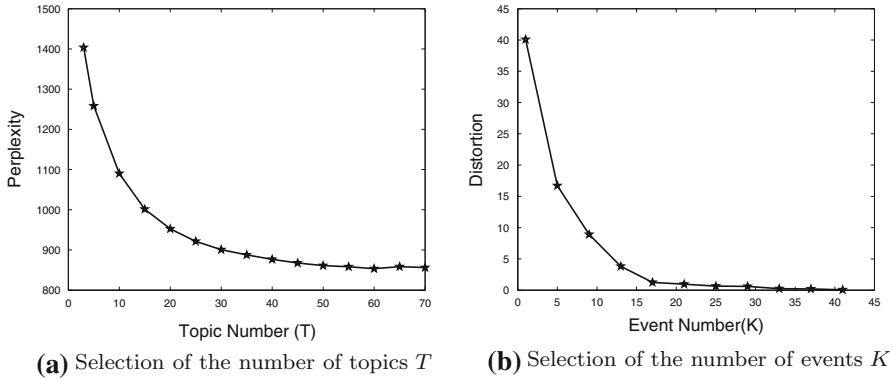 1500
1400
1300
1200
1100
1000
900
800
Perplexity
0 10 20 30 40 50 60 70
Topic Number (T)
(a) Selection of the number of topics T
45
40
35
30
25
20
15
10
5
0
Distortion
0 5 10 15 20 25 30 35 40 45
Event Number(K)
(b) Selection of the number of events K